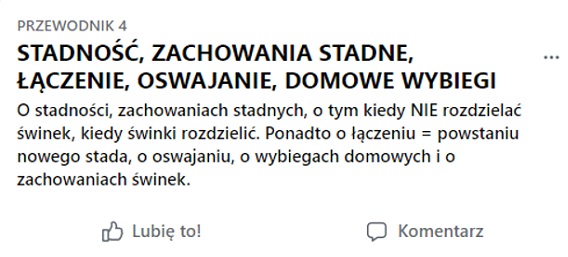 PRZEWODNIK 4
STADNOŚĆ, ZACHOWANIA STADNE,
ŁĄCZENIE, OSWAJANIE, DOMOWE WYBIEGI
O stadności, zachowaniach stadnych, o tym kiedy NIE rozdzielać
świnek, kiedy świnki rozdzielić. Ponadto o łączeniu = powstaniu
nowego stada, o oswajaniu, o wybiegach domowych i o
zachowaniach świnek.
Lubię to! Komentarz